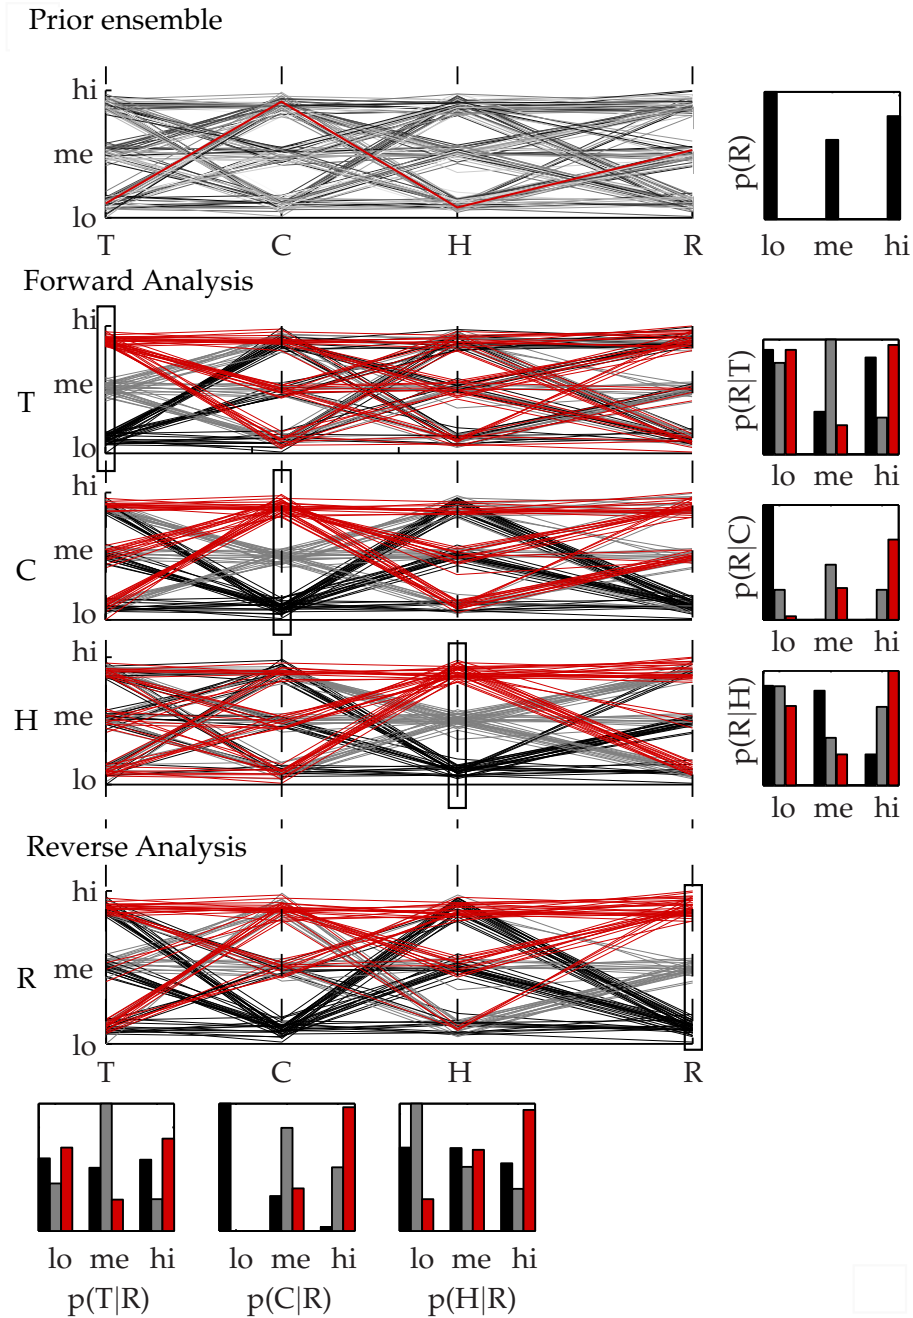 Prior ensemble
hi
me
lo
T C H R
p(R)
lo me hi
Forward Analysis
hi
me
lo
T
p(R|T)
lo me hi
hi
me
lo
C
p(R|C)
lo me hi
hi
me
lo
H
p(R|H)
lo me hi
Reverse Analysis
hi
me
lo
R
T C H R
lo me hi lo me hi lo me hi
p(T|R) p(C|R) p(H|R)